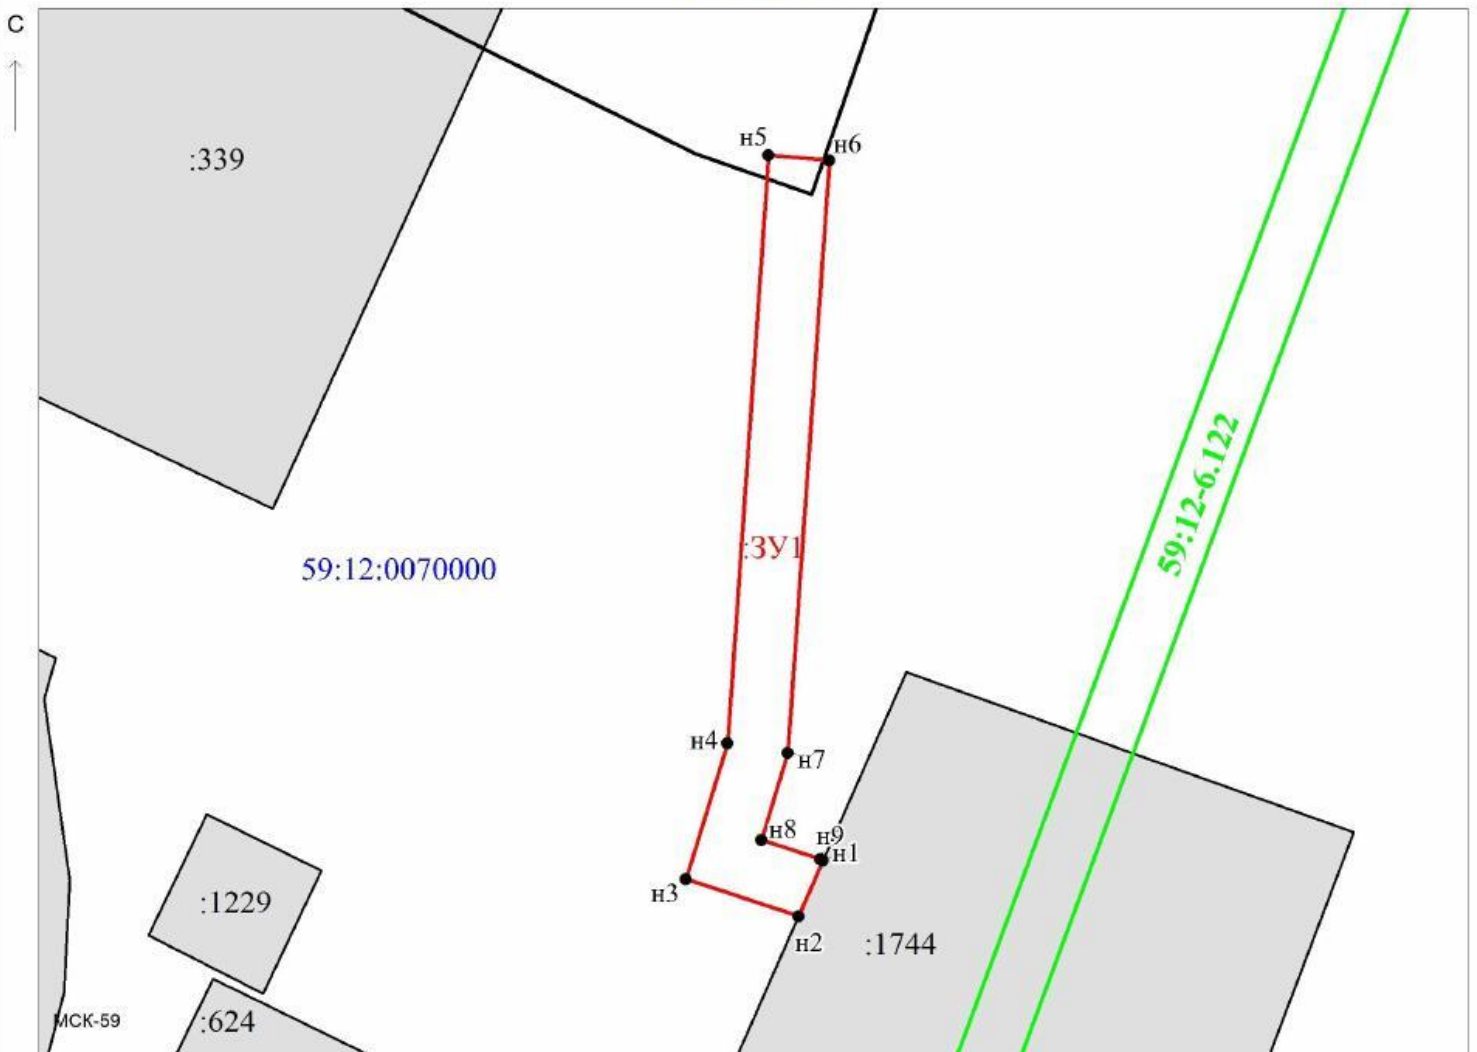 С
н5
н6
:339
59:12-6.122
:ЗУ1
59:12:0070000
н4
н7
н8
н9
н1
н3
:1229
н2
:1744
МСК-59
:624